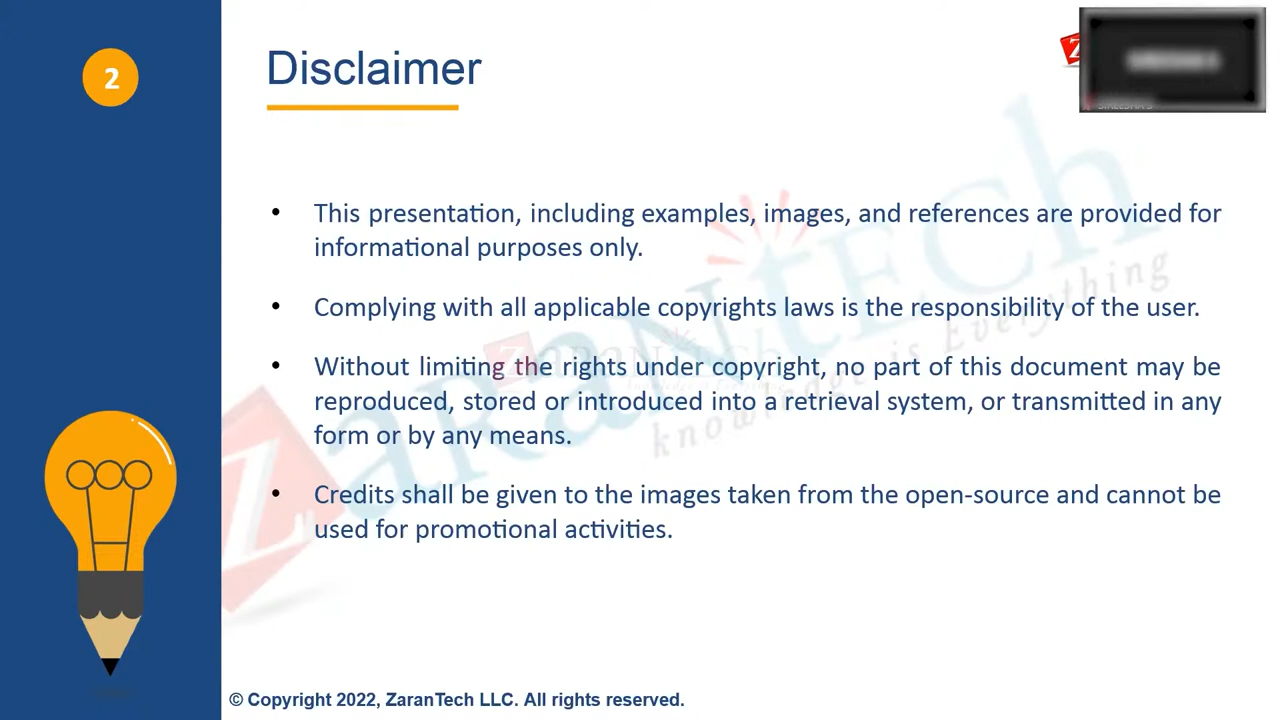 2
Disclaimer
• This presentation, including examples, images, and references are provided for
informational purposes only.
• Complying with all applicable copyrights laws is the responsibility of the user.
• Without limiting the rights under copyright, no part of this document may be
reproduced, stored or introduced into a retrieval system, or transmitted in any
form or by any means.
• Credits shall be given to the images taken from the open-source and cannot be
used for promotional activities.
ZaranTech
knowledge is Everything
© Copyright 2022, ZaranTech LLC. All rights reserved.